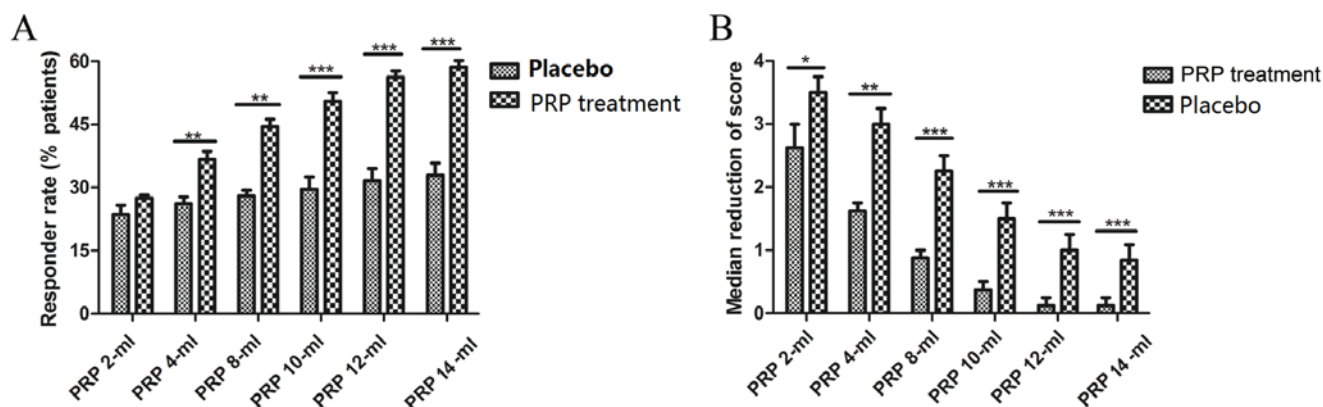 A
Responder rate (% patients)
60
45
30
15
0
**
**
***
***
***
PRP 2-ml
PRP 4-ml
PRP 8-ml
PRP 10-ml
PRP 12-ml
PRP 14 -ml
Placebo
PRP treatment
B
Median reduction of score
4
3
2
1
0
*
**
***
***
***
***
PRP 2-ml
PRP 4-ml
PRP 8-ml
PRP 10-ml
PRP 12-ml
PRP 14 -ml
PRP treatment
Placebo